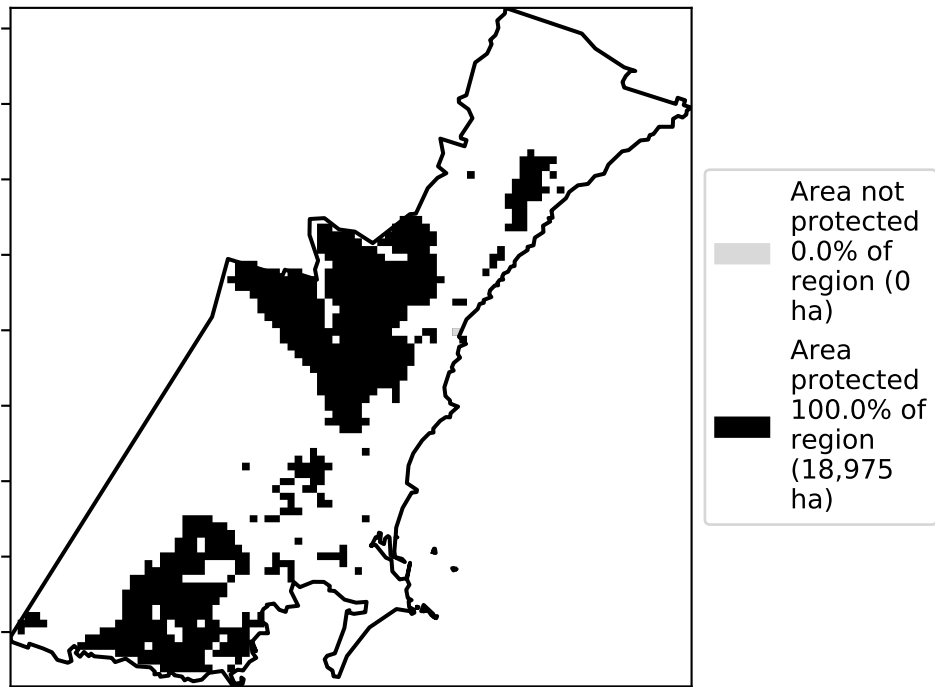 Area not
protected
0.0% of
region (0
ha)
Area
protected
100.0% of
region
(18,975
ha)